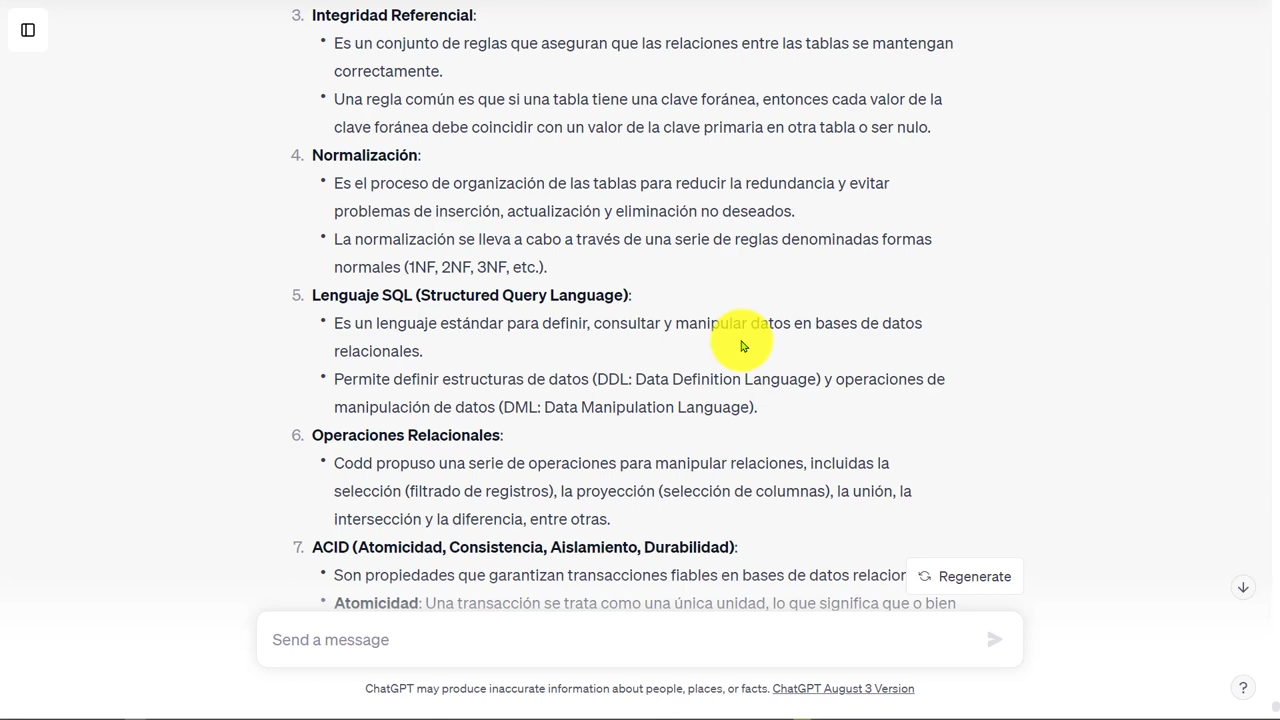 3. Integridad Referencial:
• Es un conjunto de reglas que aseguran que las relaciones entre las tablas se mantengan
correctamente.
• Una regla común es que si una tabla tiene una clave foránea, entonces cada valor de la
clave foránea debe coincidir con un valor de la clave primaria en otra tabla o ser nulo.
4. Normalización:
• Es el proceso de organización de las tablas para reducir la redundancia y evitar
problemas de inserción, actualización y eliminación no deseados.
• La normalización se lleva a cabo a través de una serie de reglas denominadas formas
normales (1NF, 2NF, 3NF, etc.).
5. Lenguaje SQL (Structured Query Language):
• Es un lenguaje estándar para definir, consultar y manipular datos en bases de datos
relacionales.
• Permite definir estructuras de datos (DDL: Data Definition Language) y operaciones de
manipulación de datos (DML: Data Manipulation Language).
6. Operaciones Relacionales:
• Codd propuso una serie de operaciones para manipular relaciones, incluidas la
selección (filtrado de registros), la proyección (selección de columnas), la unión, la
intersección y la diferencia, entre otras.
7. ACID (Atomicidad, Consistencia, Aislamiento, Durabilidad):
• Son propiedades que garantizan transacciones fiables en bases de datos relacior
Regenerate
• Atomicidad: Una transacción se trata como una única unidad, lo que significa que o bien
Send a message
ChatGPT may produce inaccurate information about people, places, or facts. ChatGPT August 3 Version
?